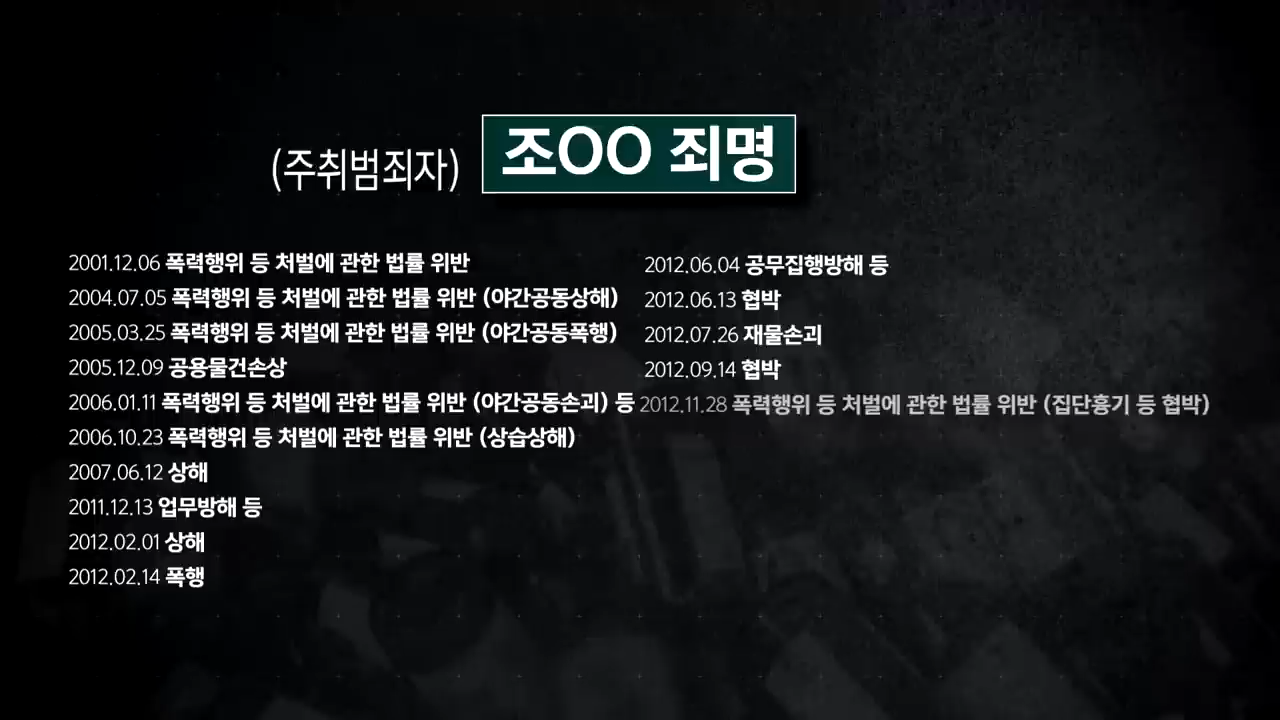 (주취범죄자) 조OO 죄명
2001.12.06 폭력행위 등 처벌에 관한 법률 위반
2004.07.05 폭력행위 등 처벌에 관한 법률 위반 (야간공동상해)
2005.03.25 폭력행위 등 처벌에 관한 법률 위반 (야간공동폭행)
2005.12.09 공용물건손상
2006.01.11 폭력행위 등 처벌에 관한 법률 위반 (야간공동손괴) 등
2006.10.23 폭력행위 등 처벌에 관한 법률 위반 (상습상해)
2007.06.12 상해
2011.12.13 업무방해 등
2012.02.01 상해
2012.02.14 폭행
2012.06.04 공무집행방해 등
2012.06.13 협박
2012.07.26 재물손괴
2012.09.14 협박
2012.11.28 폭력행위 등 처벌에 관한 법률 위반 (집단흉기 등 협박)